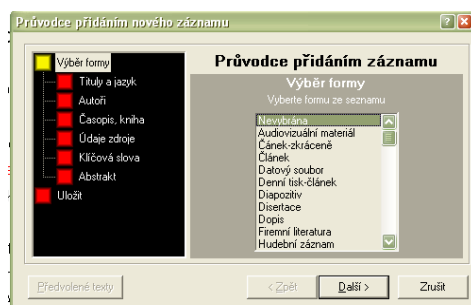 Průvodce přidáním nového záznamu
Výběr formy
Tituly a jazyk
Autoři
Časopis, kniha
Údaje zdroje
Klíčová slova
Abstrakt
Uložit
Průvodce přidáním záznamu
Výběr formy
Vyberte formu ze seznamu
Nevybrána
Audiovizuální materiál
Čánek-zkráceně
Článek
Datový soubor
Denní tisk-článek
Diapozitiv
Disertace
Dopis
Firemní literatura
Hudební záznam
Předvolené texty
< Zpět
Další >
Zrušit